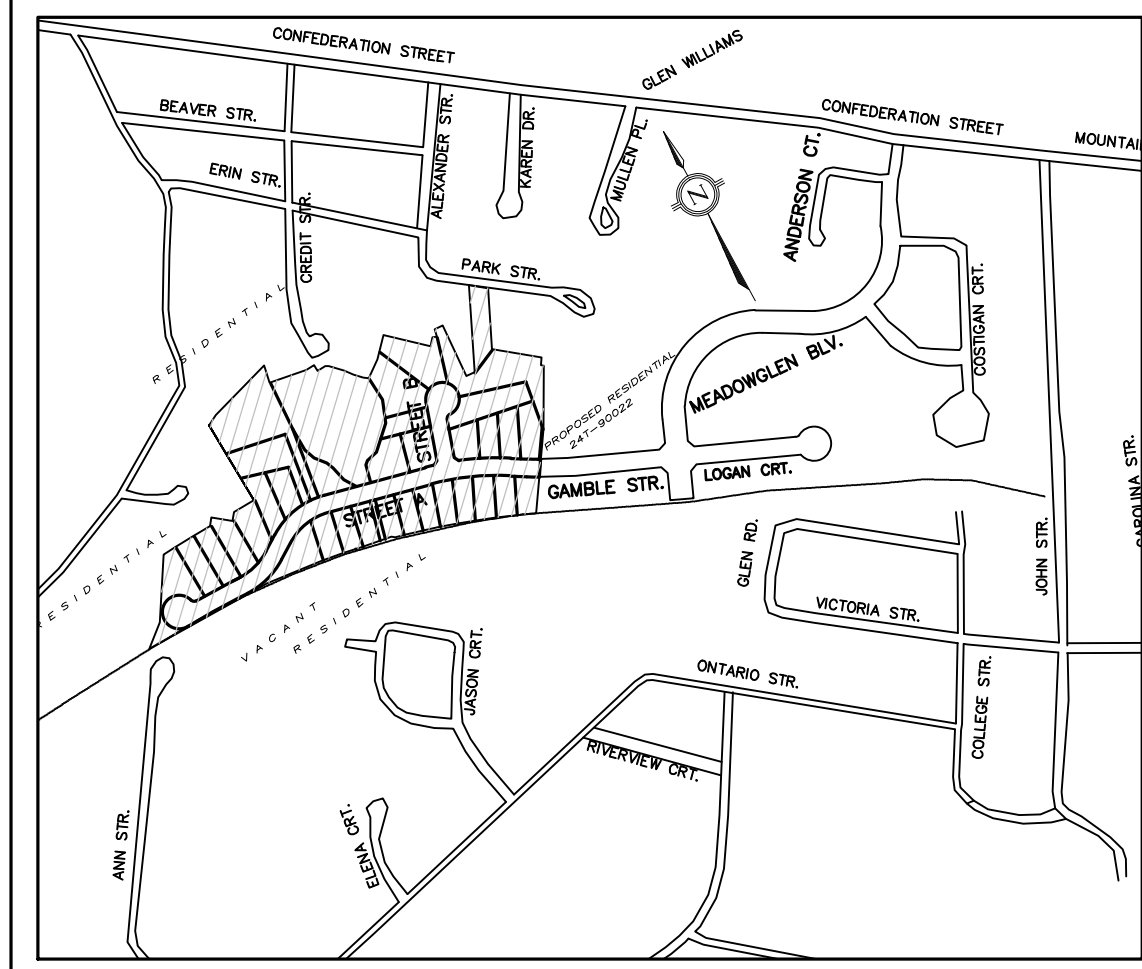 CONFEDERATION STREET
GLEN WILLIAMS
CONFEDERATION STREET
BEAVER STR.
ALEXANDER STR.
KAREN DR.
MULLEN PL.
ANDERSON CT.
ERIN STR.
CREDIT STR.
N
PARK STR.
COSTIGAN CRT.
RESIDENTIAL
PROPOSED RESIDENTIAL
24T-90022
MEADOWGLEN BLV.
STREET B
LOGAN CRT.
GAMBLE STR.
STREET A
JOHN STR.
GLEN RD.
RESIDENTIAL
VACANT
RESIDENTIAL
VICTORIA STR.
JASON CRT.
ONTARIO STR.
COLLEGE STR.
RIVERVIEW CRT.
ANN STR.
ELENA CRT.